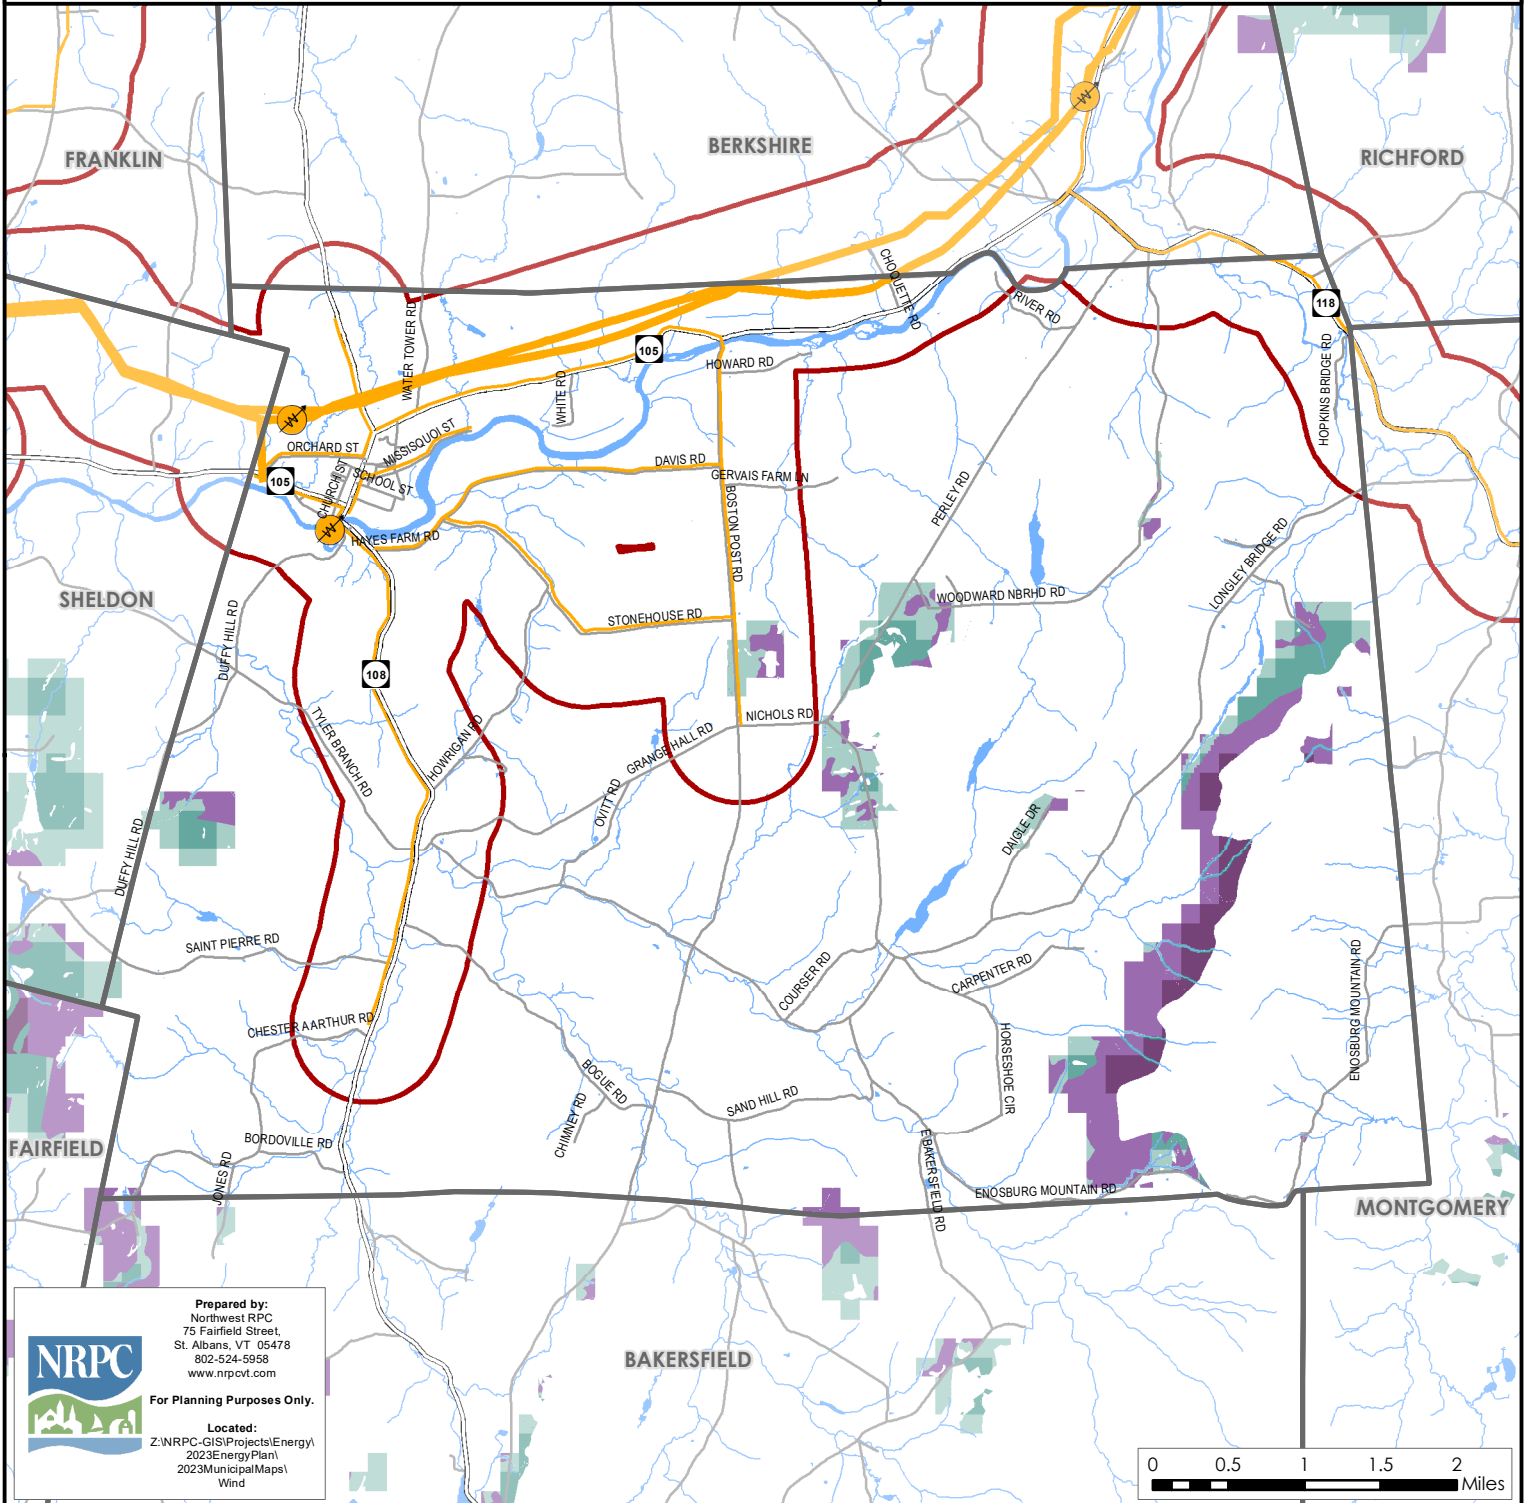 FRANKLIN
BERKSHIRE
RICHFORD
W
CHOQUETTE RD
RIVER RD
118
WATER TOWER RD
105
HOWARD RD
HOPKINS BRIDGE RD
WHITE RD
W
ORCHARD ST
MISSISQUOI ST
105
CHURCH ST
SCHOOL ST
DAVIS RD
GERVAIS FARM LN
PERLEY RD
W
HAYES FARM RD
BOSTON POST RD
LONGLEY BRIDGE RD
SHELDON
DUFFY HILL RD
STONEHOUSE RD
WOODWARD NBRHD RD
108
TYLER BRANCH RD
HOWRIGAN RD
GRANGE HALL RD
NICHOLS RD
OVITT RD
DAIGLE DR
DUFFY HILL RD
SAINT PIERRE RD
COURSER RD
CARPENTER RD
ENOSBURG MOUNTAIN RD
CHESTER A ARTHUR RD
HORSESHOE CIR
BOGUE RD
CHIMNEY RD
SAND HILL RD
FAIRFIELD
BORDOVILLE RD
JONES RD
E BAKERSFIELD RD
ENOSBURG MOUNTAIN RD
MONTGOMERY
BAKERSFIELD
NRPC
Prepared by:
Northwest RPC
75 Fairfield Street,
St. Albans, VT 05478
802-524-5958
www.nrpcvt.com
For Planning Purposes Only.
Located:
Z:\NRPC-GIS\Projects\Energy\
2023EnergyPlan\
2023MunicipalMaps\
Wind
0 0.5 1 1.5 2
Miles